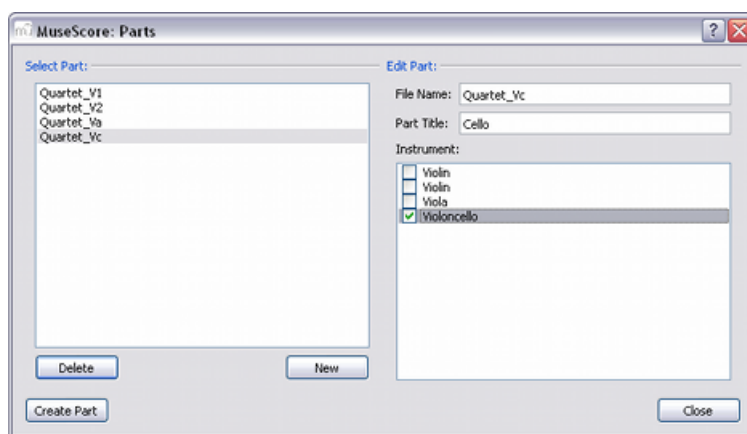 MuseScore: Parts
Select Part:
Quartet_V1
Quartet_V2
Quartet_Va
Quartet_Vc
Delete
New
Create Part
Edit Part:
File Name: Quartet_Vc
Part Title: Cello
Instrument:
Violin
Violin
Viola
Violoncello
Close